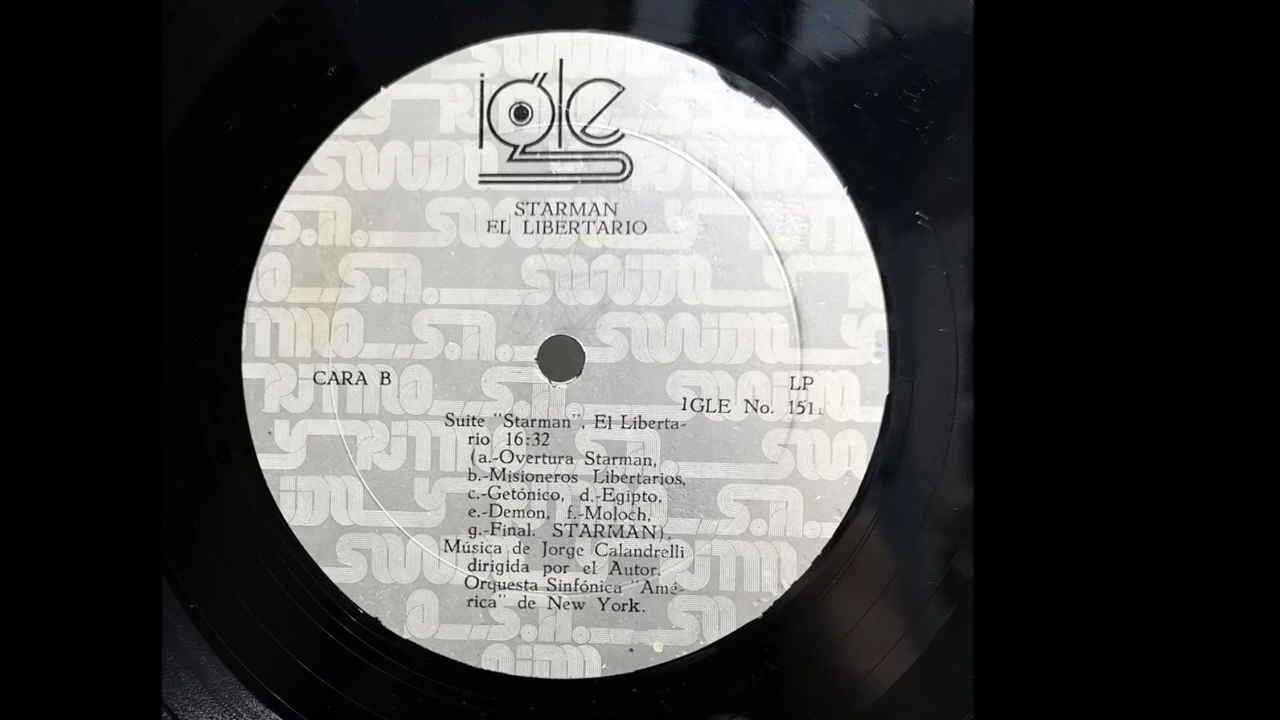 igle
STARMAN
EL LIBERTARIO
CARA B
LP
IGLE No. 1511
Suite "Starman", El Liberta-
rio 16:32
(a.-Overtura Starman,
b.-Misioneros Libertarios,
c.-Getónico, d.-Egipto,
e.-Demon, f.-Moloch,
g.-Final. STARMAN).
Música de Jorge Calandrelli
dirigida por el Autor.
Orquesta Sinfónica "Amé-
rica" de New York.